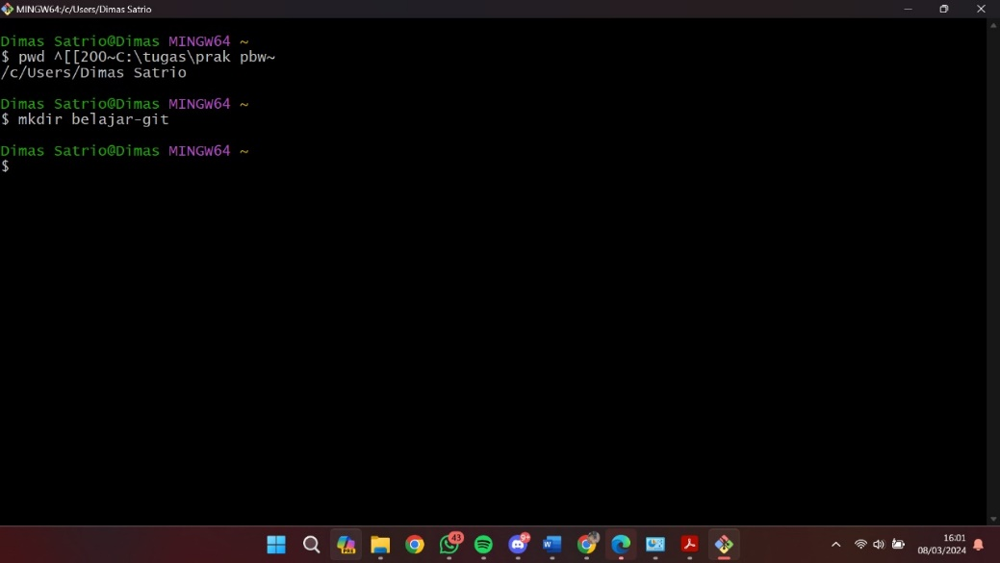 MINGW64:/c/Users/Dimas Satrio
Dimas Satrio@Dimas MINGW64 ~
$ pwd ^[[200~C:\tugas\prak pbw~
/c/Users/Dimas Satrio
Dimas Satrio@Dimas MINGW64 ~
$ mkdir belajar-git
Dimas Satrio@Dimas MINGW64 ~
$
PRE
43
9+
W
16:01
08/03/2024